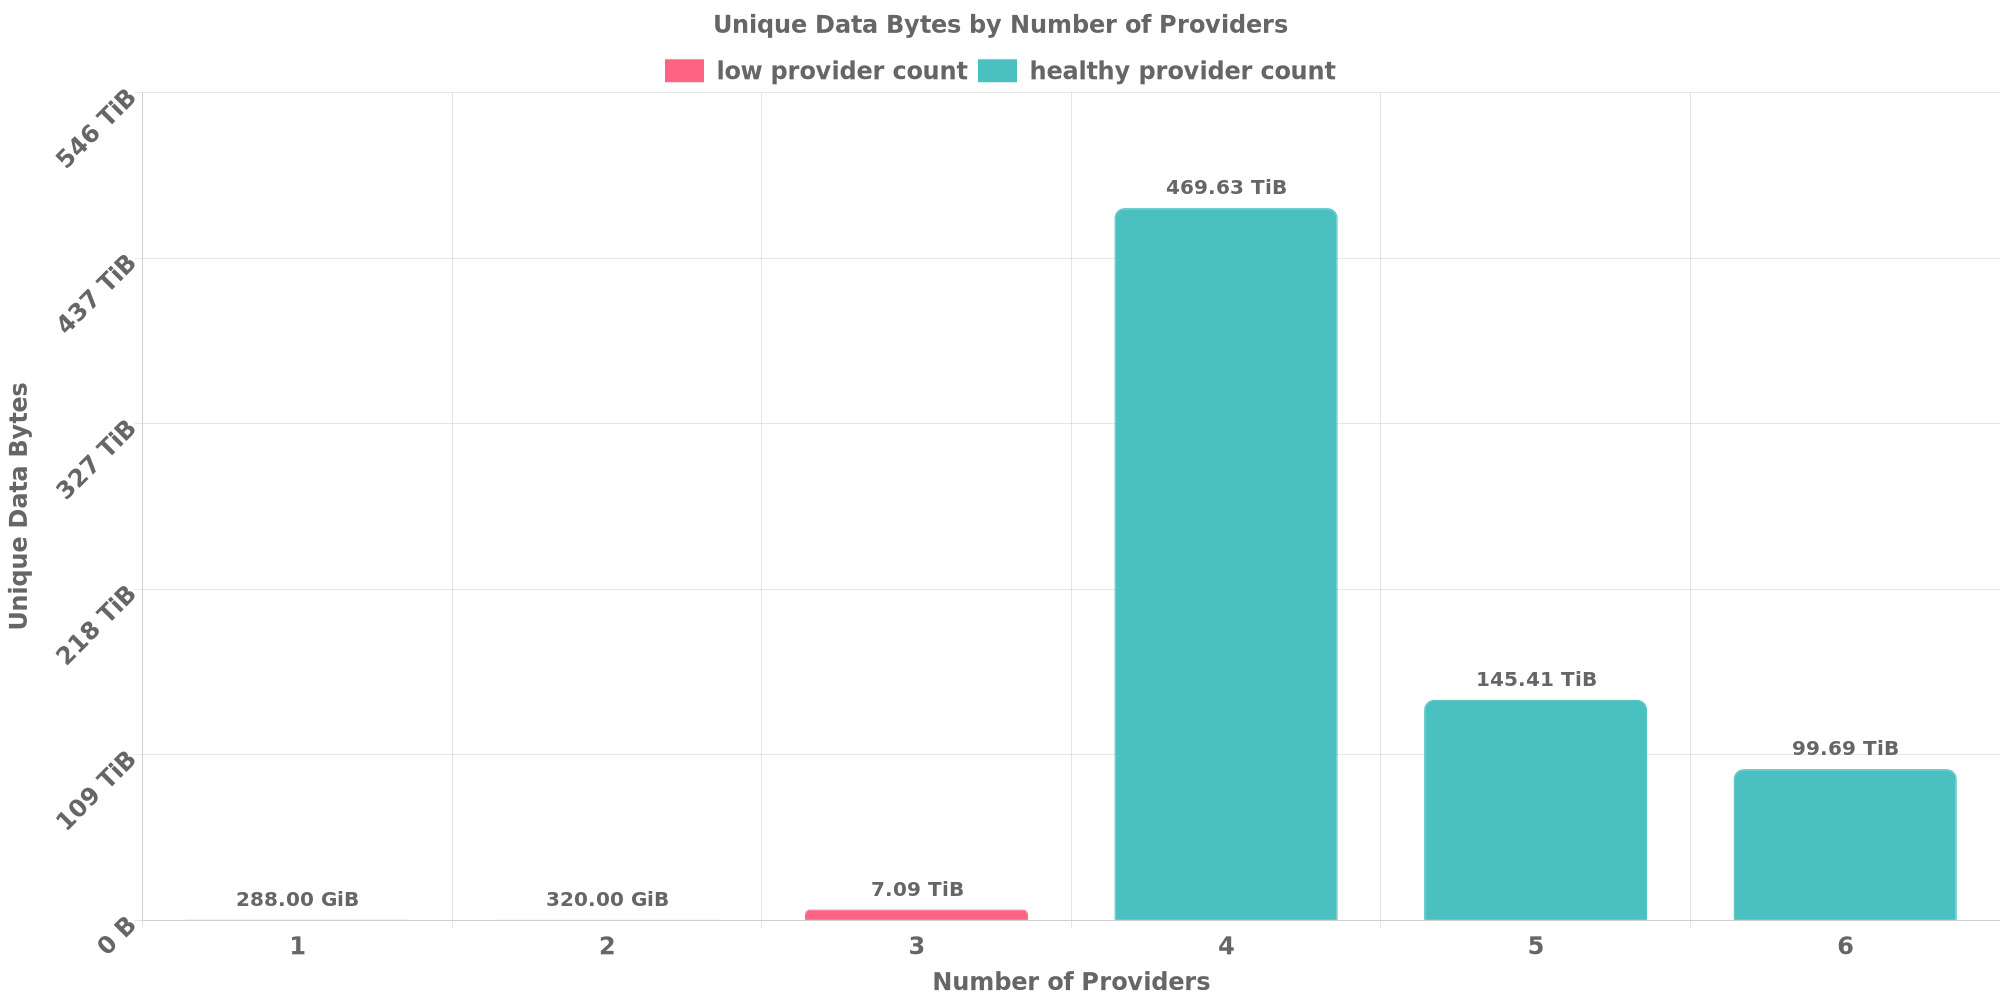 Unique Data Bytes by Number of Providers
low provider count healthy provider count
Unique Data Bytes
546 TiB
437 TiB
327 TiB
218 TiB
109 TiB
0 B
288.00 GiB
320.00 GiB
7.09 TiB
469.63 TiB
145.41 TiB
99.69 TiB
1 2 3 4 5 6
Number of Providers